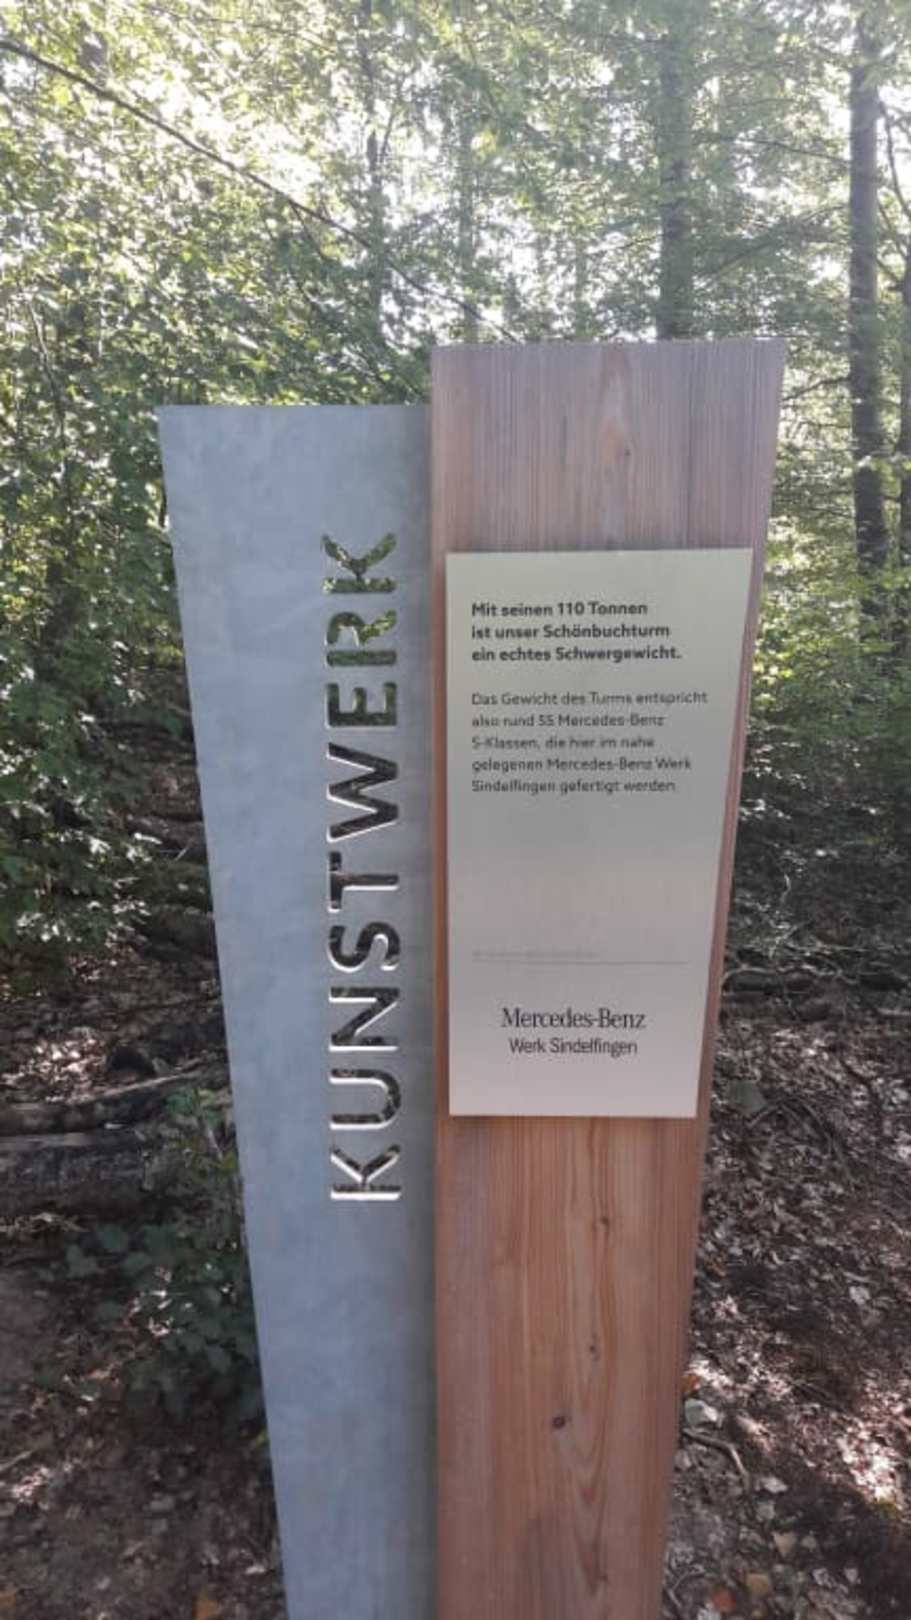 KUNSTWERK
Mit seinen 110 Tonnen
ist unser Schönbuchturm
ein echtes Schwergewicht.
Das Gewicht des Turms entspricht
also rund 55 Mercedes-Benz
S-Klassen, die hier im nahe
gelegenen Mercedes-Benz Werk
Sindelfingen gefertigt werden.
Mercedes-Benz
Werk Sindelfingen